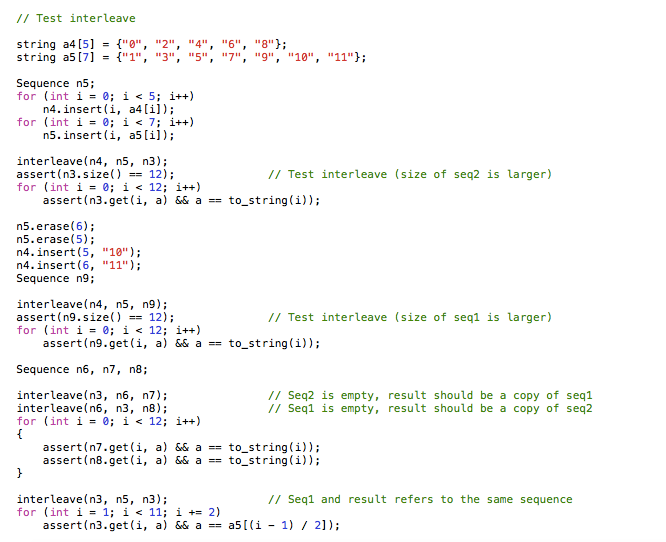 // Test interleave
string a4[5] = {"0", "2", "4", "6", "8"};
string a5[7] = {"1", "3", "5", "7", "9", "10", "11"};
Sequence n5;
for (int i = 0; i < 5; i++)
    n4.insert(i, a4[i]);
for (int i = 0; i < 7; i++)
    n5.insert(i, a5[i]);
interleave(n4, n5, n3);
assert(n3.size() == 12);              // Test interleave (size of seq2 is larger)
for (int i = 0; i < 12; i++)
    assert(n3.get(i, a) && a == to_string(i));
n5.erase(6);
n5.erase(5);
n4.insert(5, "10");
n4.insert(6, "11");
Sequence n9;
interleave(n4, n5, n9);
assert(n9.size() == 12);              // Test interleave (size of seq1 is larger)
for (int i = 0; i < 12; i++)
    assert(n9.get(i, a) && a == to_string(i));
Sequence n6, n7, n8;
interleave(n3, n6, n7);               // Seq2 is empty, result should be a copy of seq1
interleave(n6, n3, n8);               // Seq1 is empty, result should be a copy of seq2
for (int i = 0; i < 12; i++)
{
    assert(n7.get(i, a) && a == to_string(i));
    assert(n8.get(i, a) && a == to_string(i));
}
interleave(n3, n5, n3);               // Seq1 and result refers to the same sequence
for (int i = 1; i < 11; i += 2)
    assert(n3.get(i, a) && a == a5[(i - 1) / 2]);